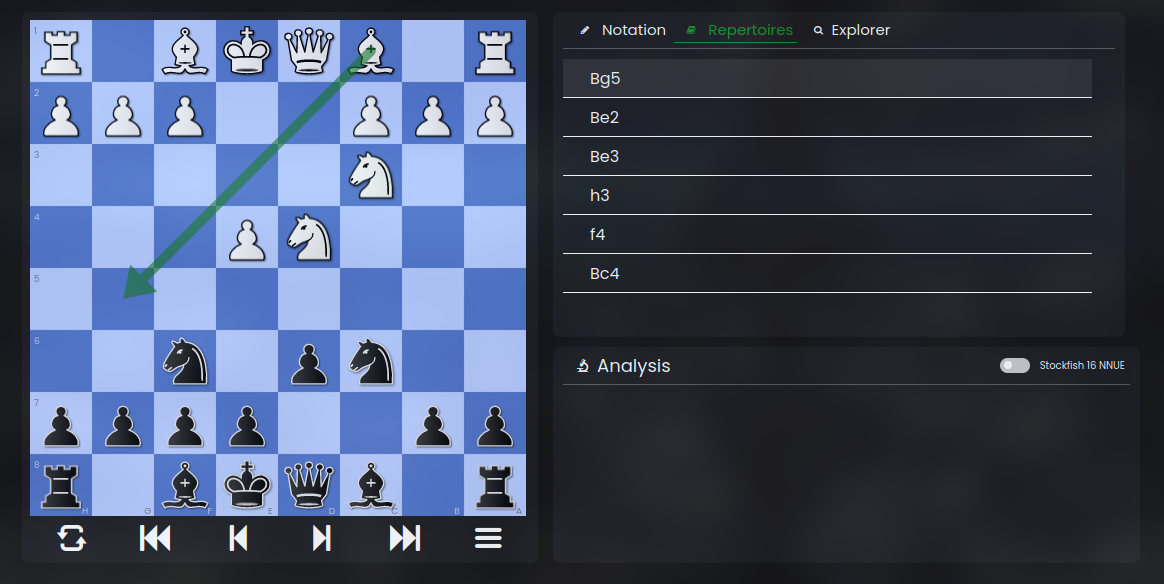 Notation Repertoires Explorer
1
2
3
4
5
6
7
8
H G F E D C B A
Bg5
Be2
Be3
h3
f4
Bc4
Analysis Stockfish 16 NNUE